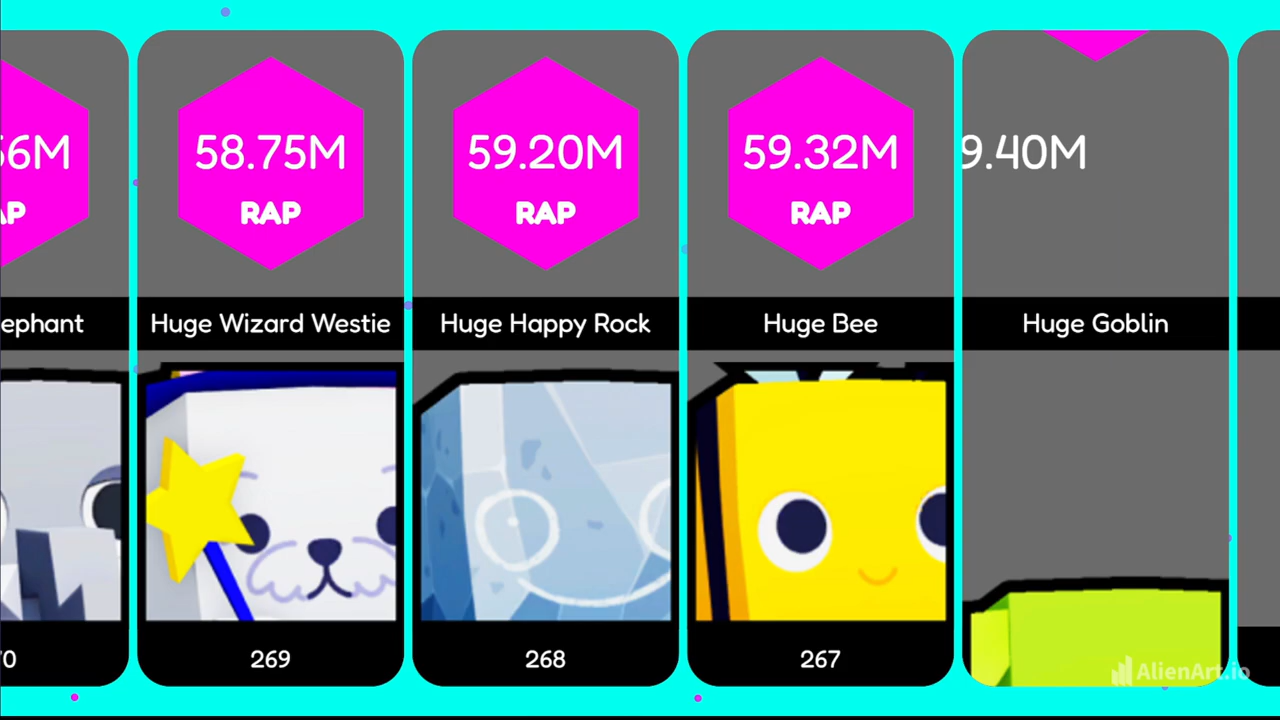 58.75M
RAP
Huge Wizard Westie
269
59.20M
RAP
Huge Happy Rock
268
59.32M
RAP
Huge Bee
267
9.40M
Huge Goblin
AlienArt.io